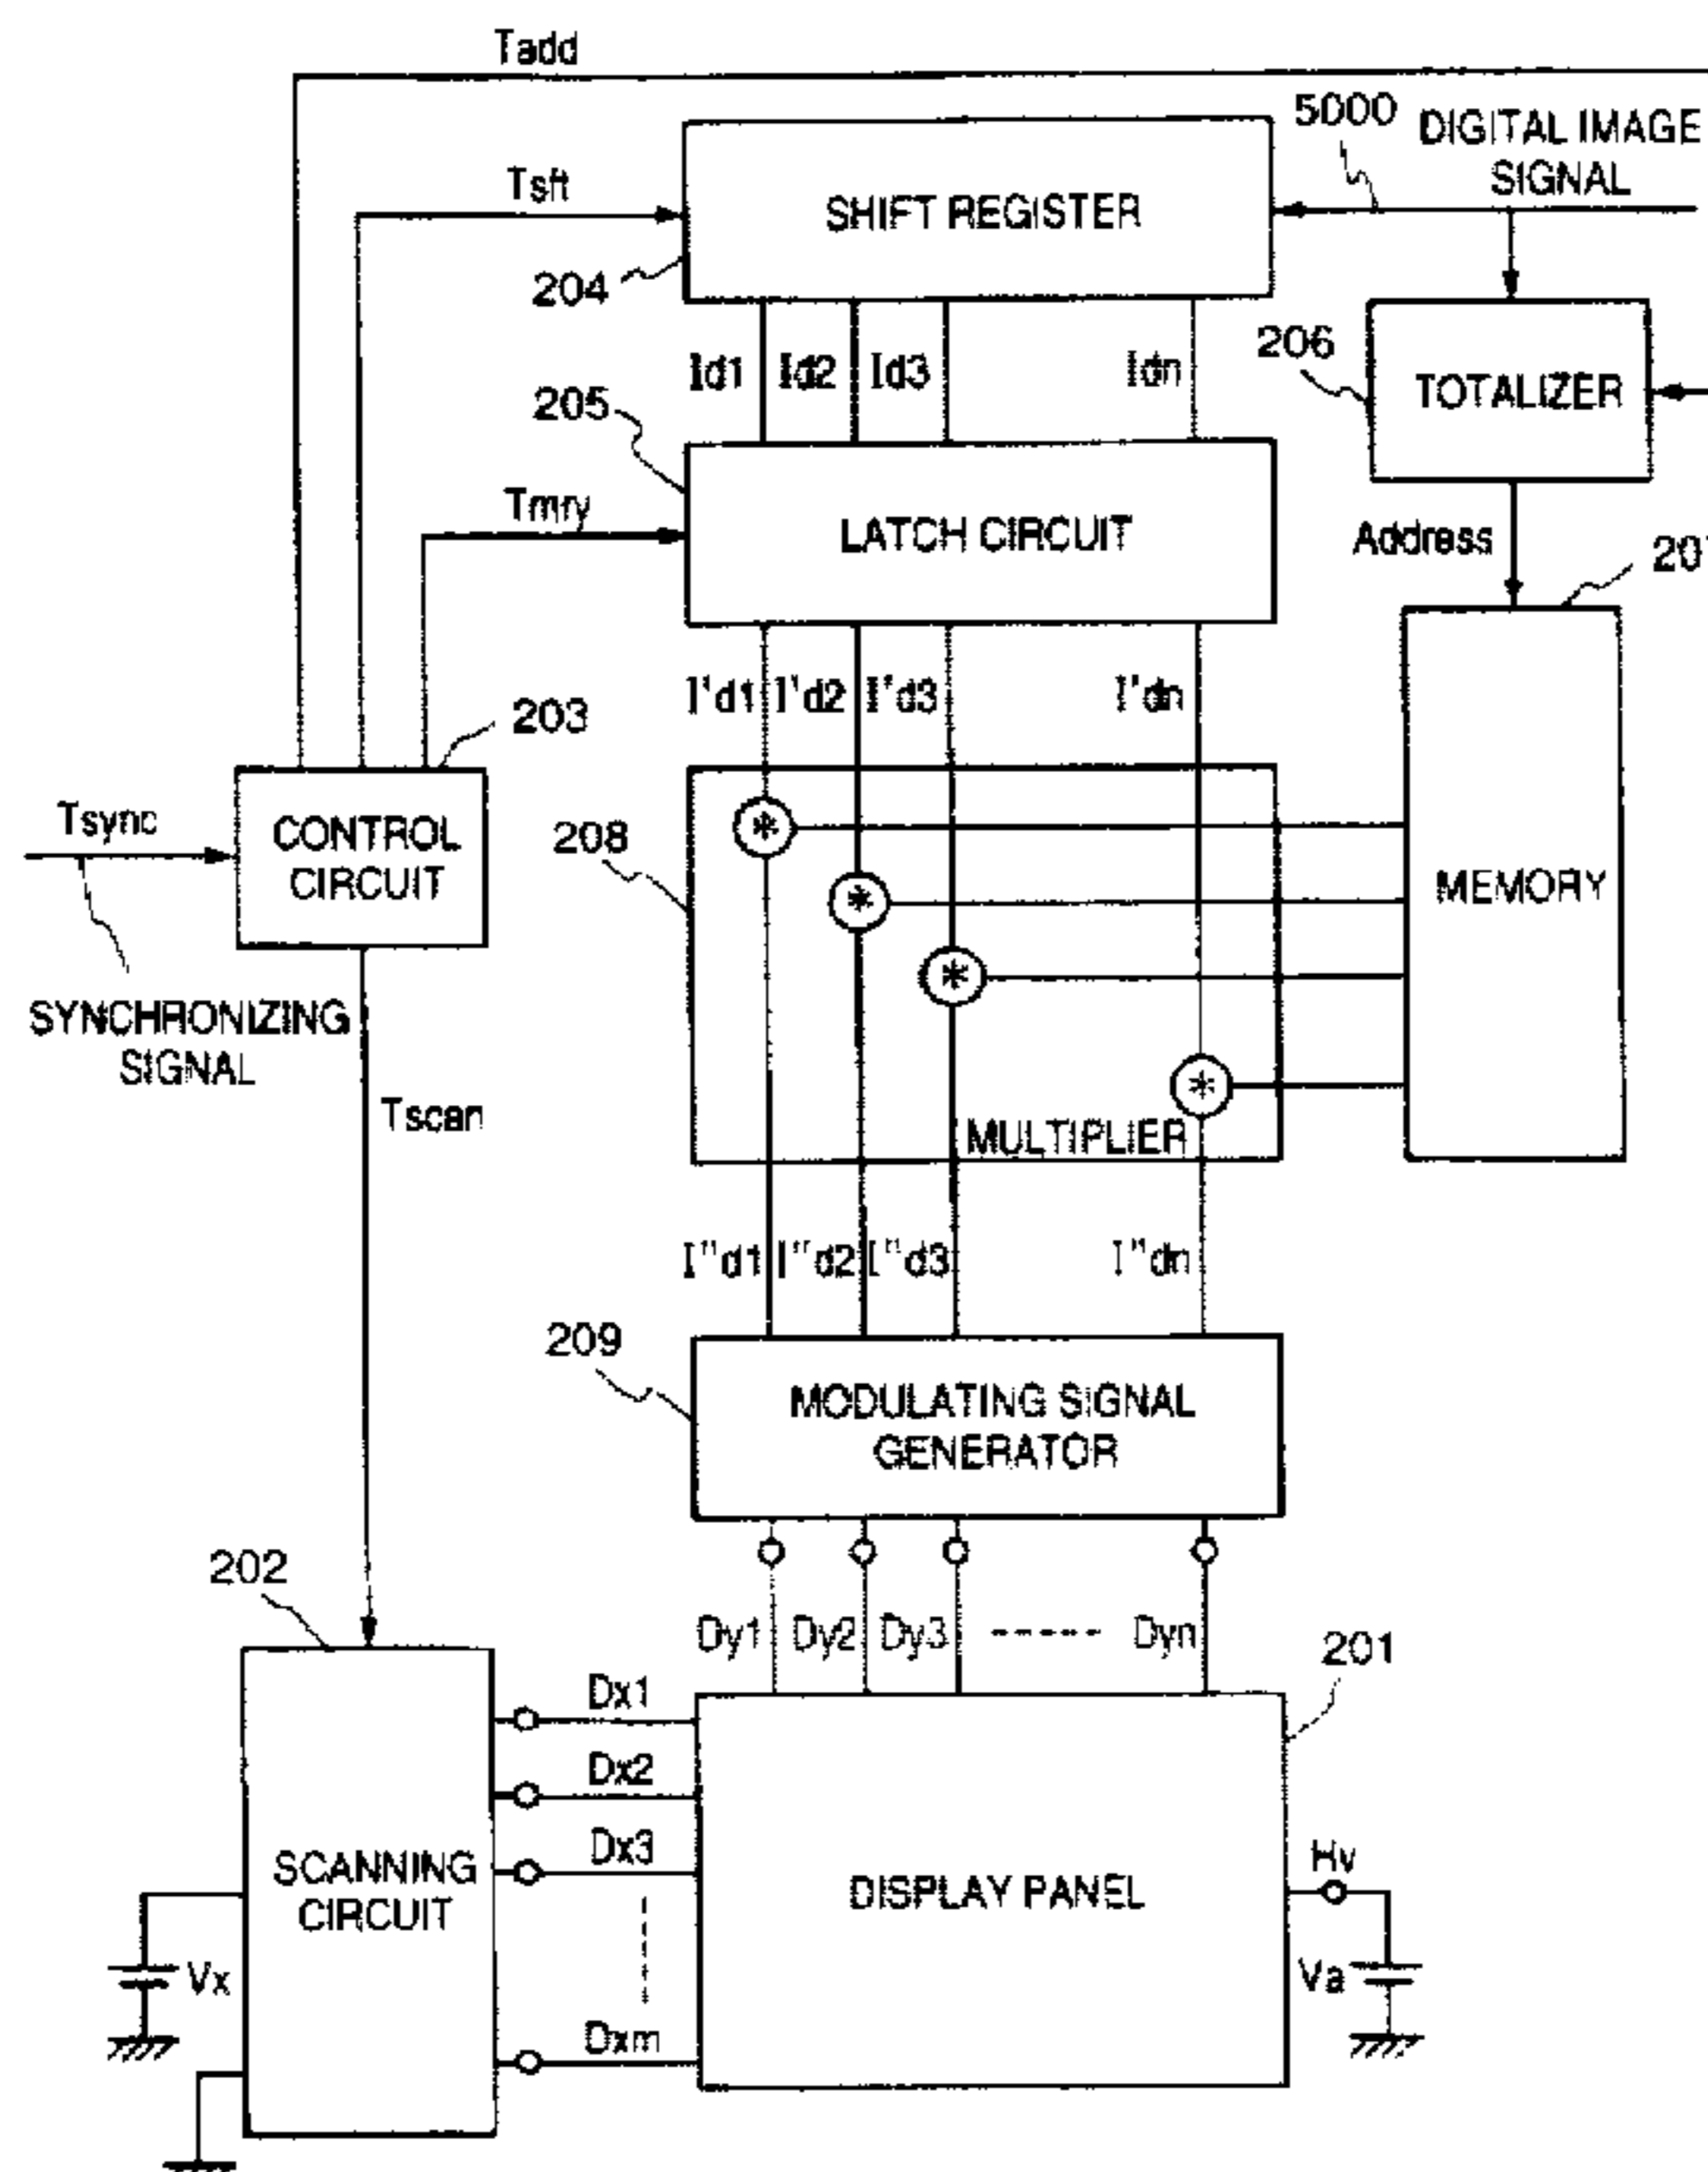 Tadd
5000
DIGITAL IMAGE
SIGNAL
Tsft
SHIFT REGISTER
204
Id1 Id2 Id3 Idn
206
TOTALIZER
205
Tmry
LATCH CIRCUIT
Address
207
I'd1 I'd2 I'd3 I'dn
203
Tsync
CONTROL
CIRCUIT
208
*
*
*
*
MEMORY
SYNCHRONIZING
SIGNAL
Tscan
MULTIPLIER
I"d1 I"d2 I"d3 I"dn
209
MODULATING SIGNAL
GENERATOR
202
Dy1 Dy2 Dy3 ----- Dyn
201
Dx1
Dx2
Dx3
SCANNING
CIRCUIT
DISPLAY PANEL
Hv
Vx
Va
Dxm